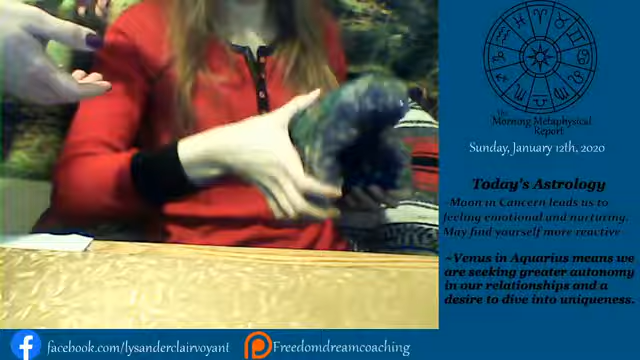 The
Morning Metaphysical
Report
Sunday, January 12th, 2020
Today's Astrology
Moon in Cancern leads us to
feeling emotional and nurturing.
May find yourself more reactive
~Venus in Aquarius means we
are seeking greater autonomy
in our relationships and a
desire to dive into uniqueness.
facebook.com/lysanderclairvoyant
Freedomdreamcoaching